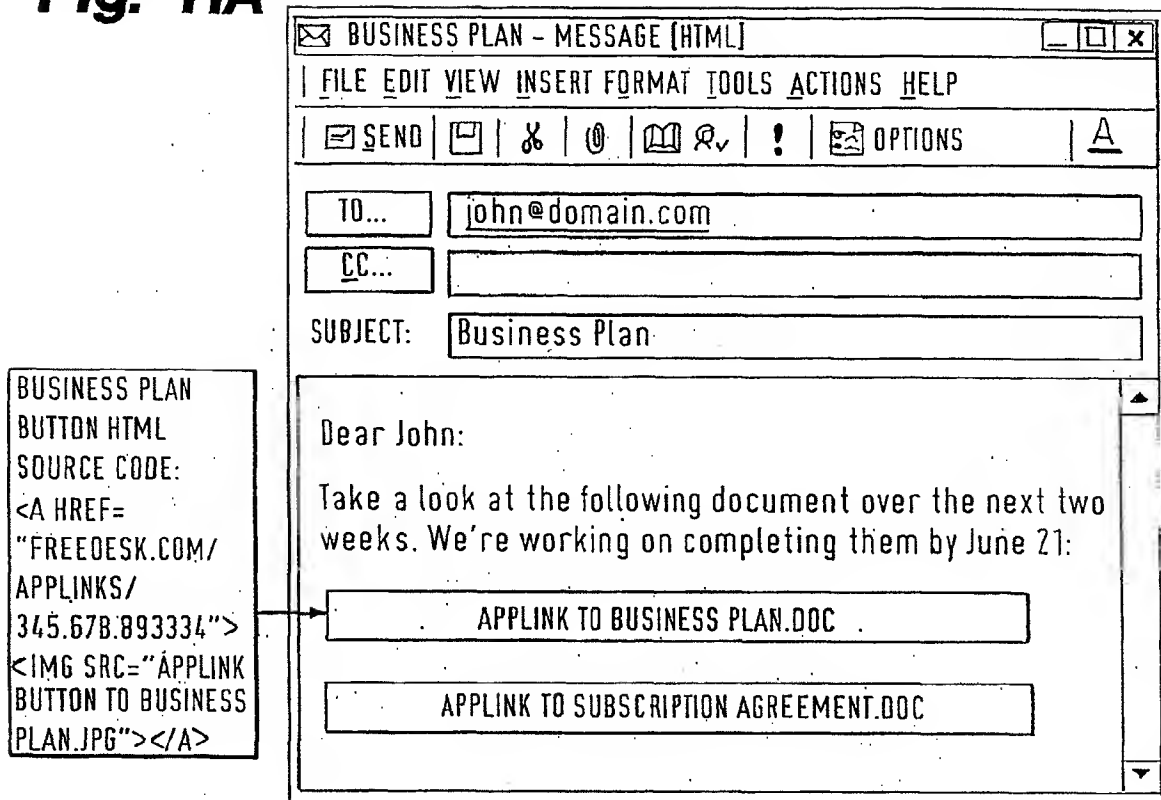 Fig. 11A
BUSINESS PLAN – MESSAGE (HTML)
FILE EDIT VIEW INSERT FORMAT TOOLS ACTIONS HELP
SEND ! OPTIONS A
TO... john@domain.com
CC...
SUBJECT: Business Plan
BUSINESS PLAN
BUTTON HTML
SOURCE CODE:
<A HREF=
"FREEDESK.COM/
APPLINKS/
345.67B.893334">
<IMG SRC="APPLINK
BUTTON TO BUSINESS
PLAN.JPG"></A>
Dear John:
Take a look at the following document over the next two
weeks. We're working on completing them by June 21:
APPLINK TO BUSINESS PLAN.DOC
APPLINK TO SUBSCRIPTION AGREEMENT.DOC